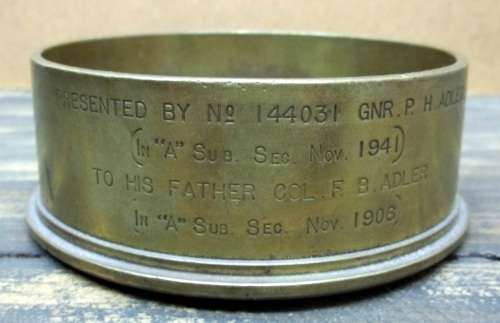 PRESENTED BY No 144031 GNR. P. H. ADLER
(IN "A" SUB. SEC. NOV. 1941)
TO HIS FATHER COL. F. B. ADLER
(IN "A" SUB. SEC. NOV. 1906)